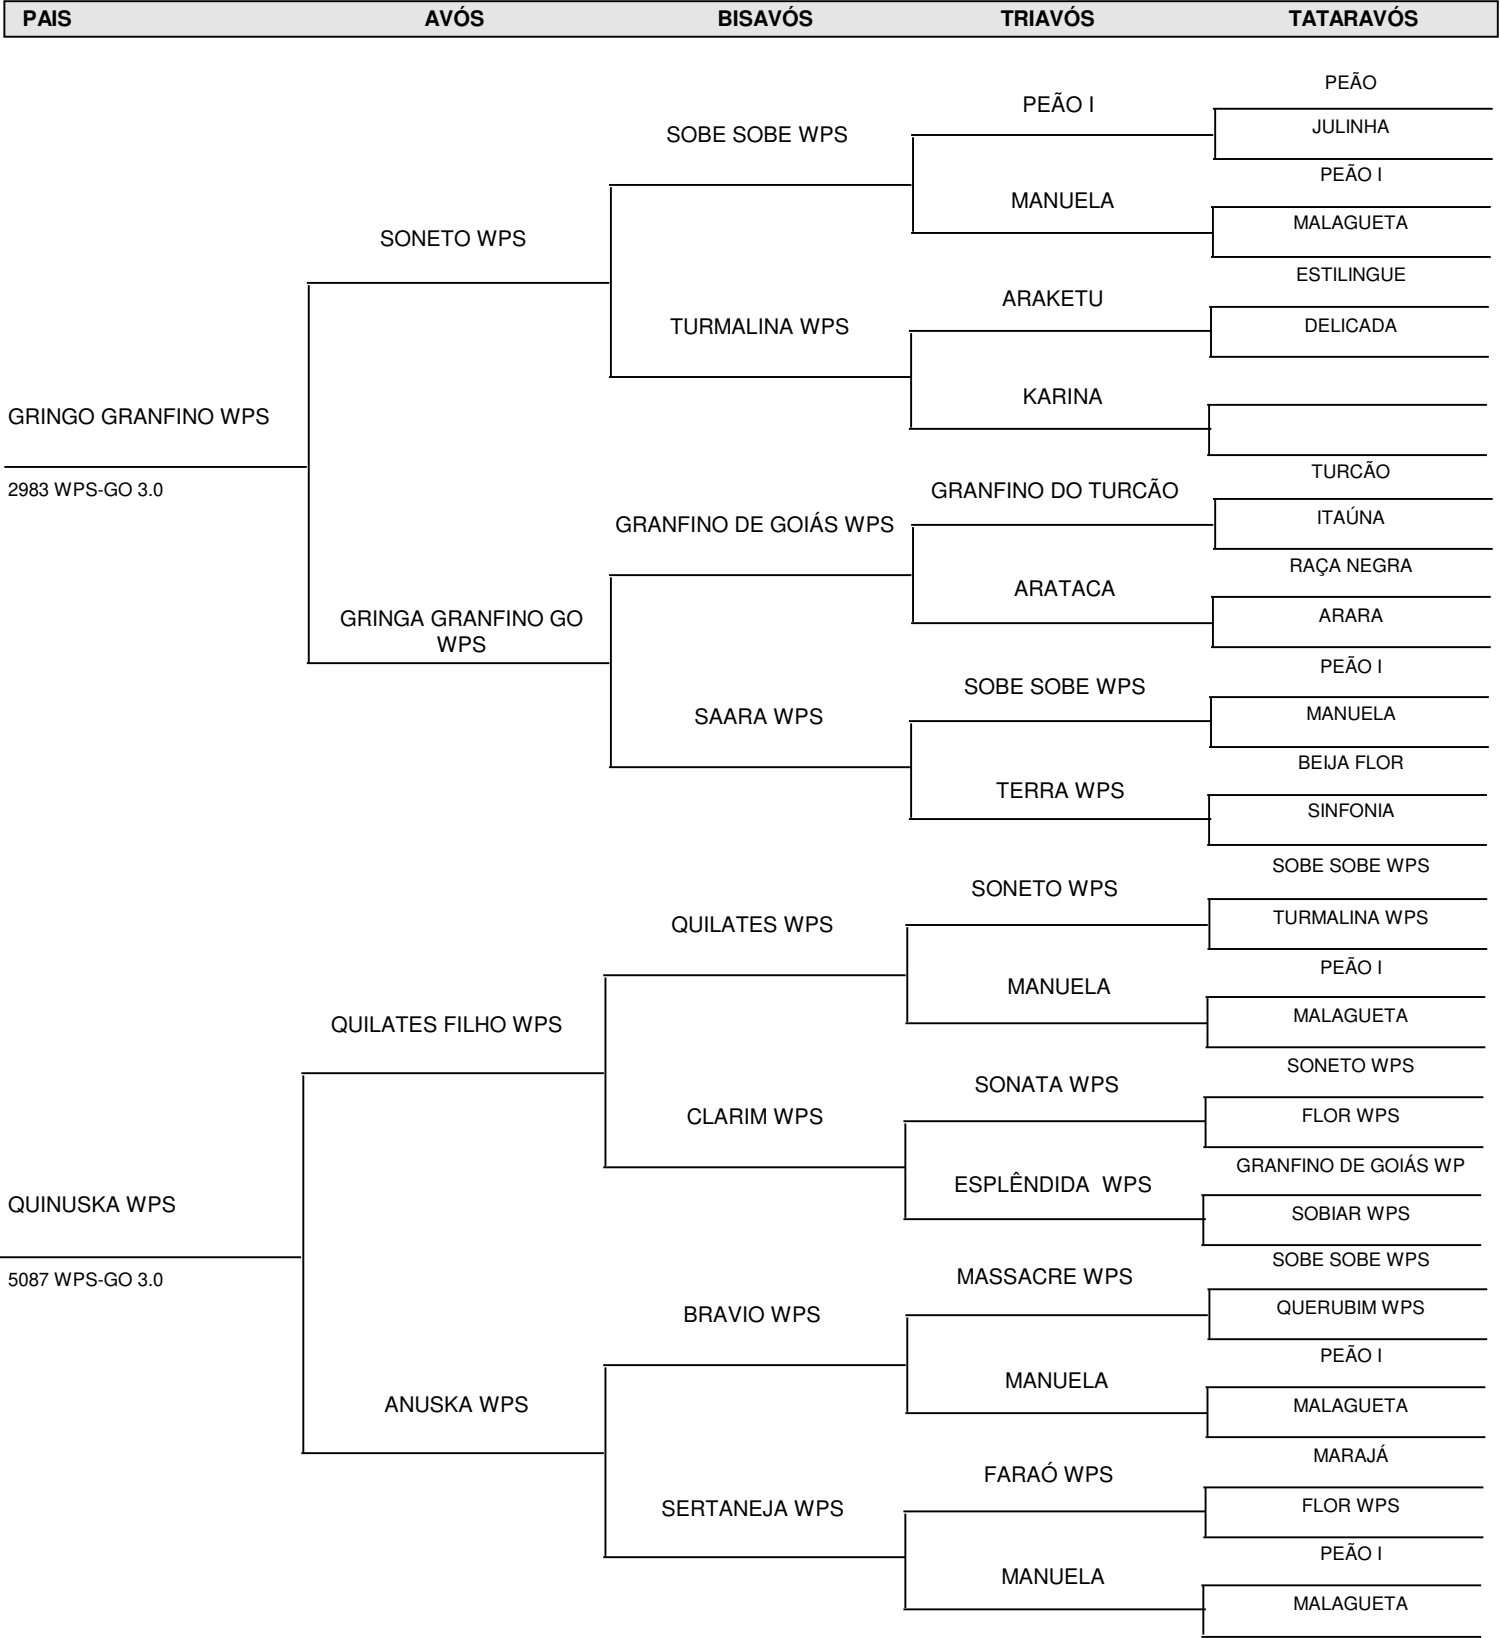 PAIS AVÓS BISAVÓS TRIAVÓS TATARAVÓS
PEÃO
PEÃO I
JULINHA
SOBE SOBE WPS
PEÃO I
MANUELA
MALAGUETA
SONETO WPS
ESTILINGUE
ARAKETU
DELICADA
TURMALINA WPS
KARINA
GRINGO GRANFINO WPS
TURCÃO
2983 WPS-GO 3.0
GRANFINO DO TURCÃO
ITAÚNA
GRANFINO DE GOIÁS WPS
RAÇA NEGRA
ARATACA
ARARA
GRINGA GRANFINO GO
WPS
PEÃO I
SOBE SOBE WPS
MANUELA
SAARA WPS
BEIJA FLOR
TERRA WPS
SINFONIA
SOBE SOBE WPS
SONETO WPS
TURMALINA WPS
QUILATES WPS
PEÃO I
MANUELA
MALAGUETA
QUILATES FILHO WPS
SONETO WPS
SONATA WPS
FLOR WPS
CLARIM WPS
GRANFINO DE GOIÁS WP
ESPLÊNDIDA WPS
SOBIAR WPS
QUINUSKA WPS
SOBE SOBE WPS
5087 WPS-GO 3.0
MASSACRE WPS
QUERUBIM WPS
BRAVIO WPS
PEÃO I
MANUELA
MALAGUETA
ANUSKA WPS
MARAJÁ
FARAÓ WPS
FLOR WPS
SERTANEJA WPS
PEÃO I
MANUELA
MALAGUETA